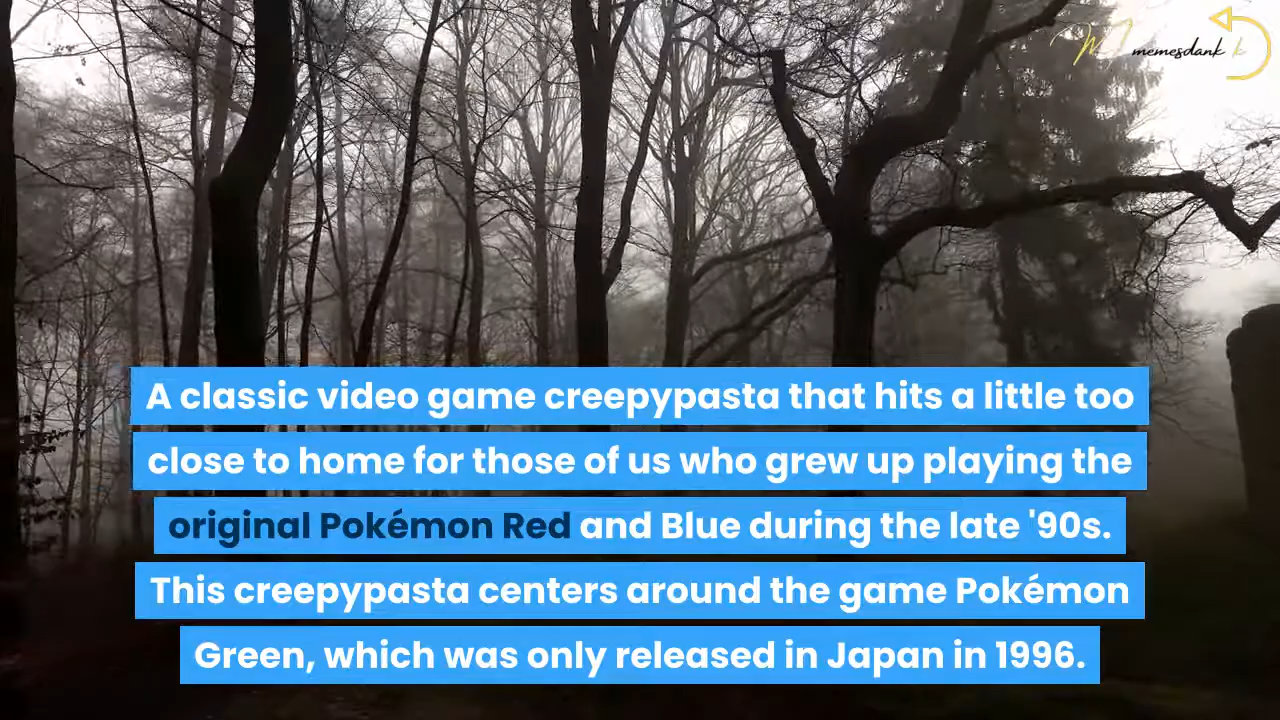 memesdank
A classic video game creepypasta that hits a little too
close to home for those of us who grew up playing the
original Pokémon Red and Blue during the late '90s.
This creepypasta centers around the game Pokémon
Green, which was only released in Japan in 1996.